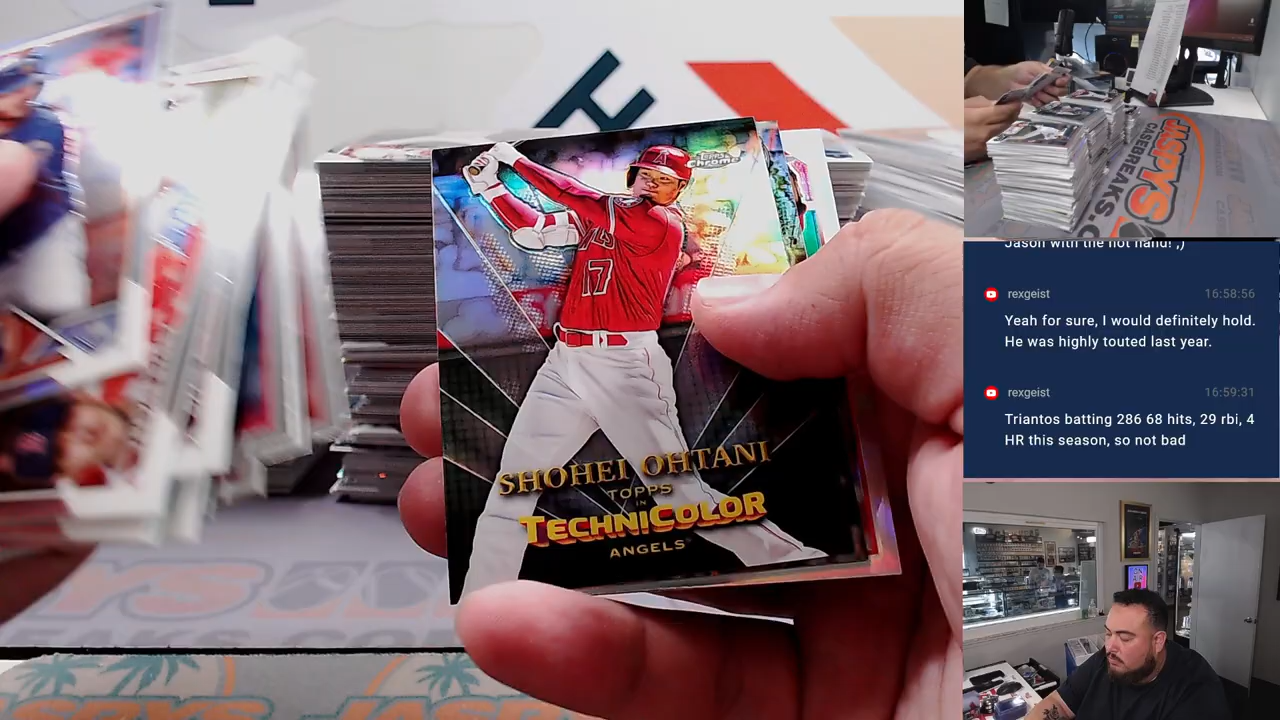 Topps
Chrome
17
SHOHEI OHTANI
TOPPS
IN
TECHNICOLOR
ANGELS
JASPYS
CASEBREAKS.C
Jason with the hot hand! ;)
rexgeist
16:58:56
Yeah for sure, I would definitely hold.
He was highly touted last year.
rexgeist
16:59:31
Triantos batting 286 68 hits, 29 rbi, 4
HR this season, so not bad